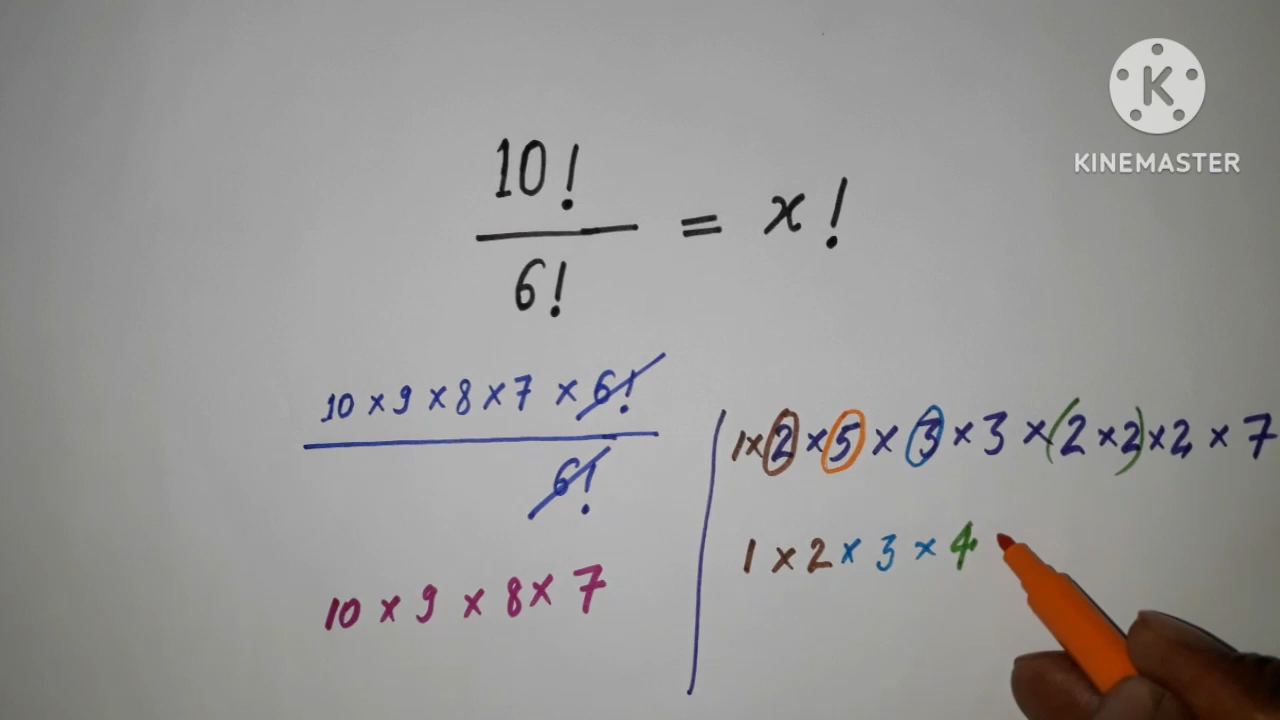 K
KINEMASTER
10!
6!
= x!
10 × 9 × 8 × 7 × 6!
6!
10 × 9 × 8 × 7
1 × 2 × 5 × 3 × 3 × (2 × 2) × 2 × 7
1 × 2 × 3 × 4